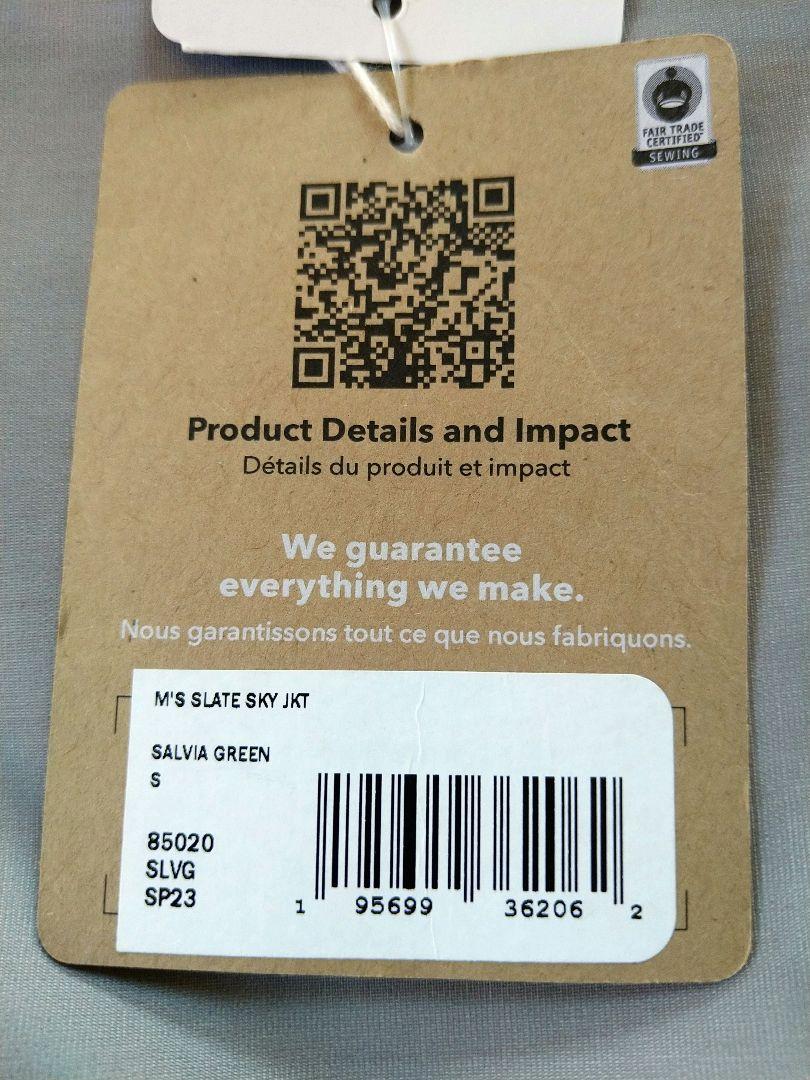 FAIR TRADE
CERTIFIED™
SEWING
Product Details and Impact
Détails du produit et impact
We guarantee
everything we make.
Nous garantissons tout ce que nous fabriquons.
M'S SLATE SKY JKT
SALVIA GREEN
S
85020
SLVG
SP23
1 95699 36206 2